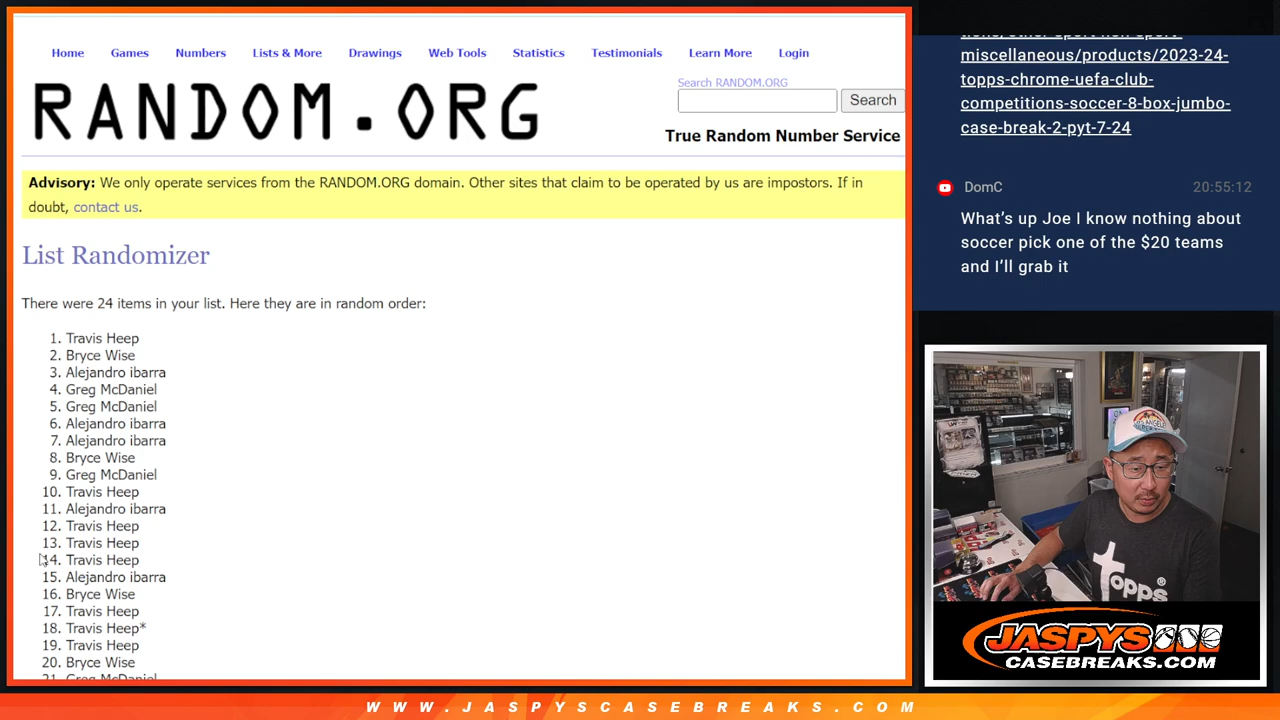 Home Games Numbers Lists & More Drawings Web Tools Statistics Testimonials Learn More Login
RANDOM.ORG
Search RANDOM.ORG
Search
True Random Number Service
Advisory: We only operate services from the RANDOM.ORG domain. Other sites that claim to be operated by us are impostors. If in
doubt, contact us.
List Randomizer
There were 24 items in your list. Here they are in random order:
1. Travis Heep
2. Bryce Wise
3. Alejandro ibarra
4. Greg McDaniel
5. Greg McDaniel
6. Alejandro ibarra
7. Alejandro ibarra
8. Bryce Wise
9. Greg McDaniel
10. Travis Heep
11. Alejandro ibarra
12. Travis Heep
13. Travis Heep
14. Travis Heep
15. Alejandro ibarra
16. Bryce Wise
17. Travis Heep
18. Travis Heep*
19. Travis Heep
20. Bryce Wise
21. Greg McDaniel
miscellaneous/products/2023-24-
topps-chrome-uefa-club-
competitions-soccer-8-box-jumbo-
case-break-2-pyt-7-24
DomC 20:55:12
What's up Joe I know nothing about
soccer pick one of the $20 teams
and I'll grab it
LOS ANGELES
topps®
JASPYS
CASEBREAKS.COM
WWW.JASPYSCASEBREAKS.COM